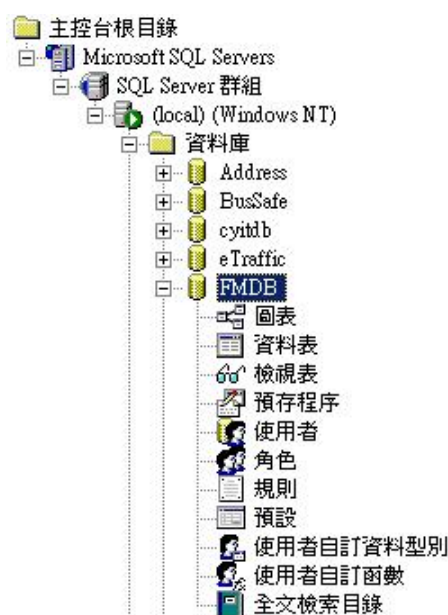 主控台根目錄
Microsoft SQL Servers
SQL Server 群組
(local) (Windows NT)
資料庫
Address
BusSafe
cyitdb
eTraffic
FMDB
圖表
資料表
檢視表
預存程序
使用者
角色
規則
預設
使用者自訂資料型別
使用者自訂函數
全文檢索目錄